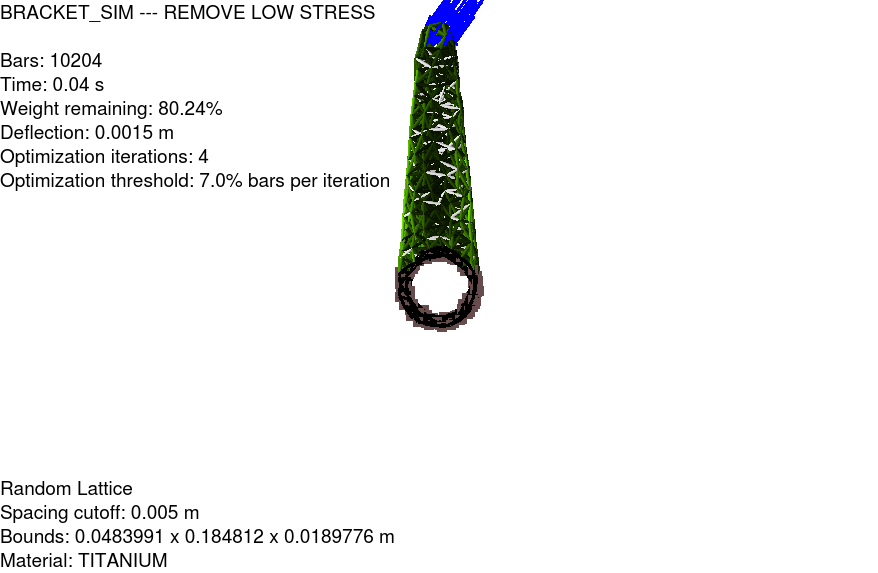 BRACKET_SIM --- REMOVE LOW STRESS
Bars: 10204
Time: 0.04 s
Weight remaining: 80.24%
Deflection: 0.0015 m
Optimization iterations: 4
Optimization threshold: 7.0% bars per iteration
Random Lattice
Spacing cutoff: 0.005 m
Bounds: 0.0483991 x 0.184812 x 0.0189776 m
Material: TITANIUM